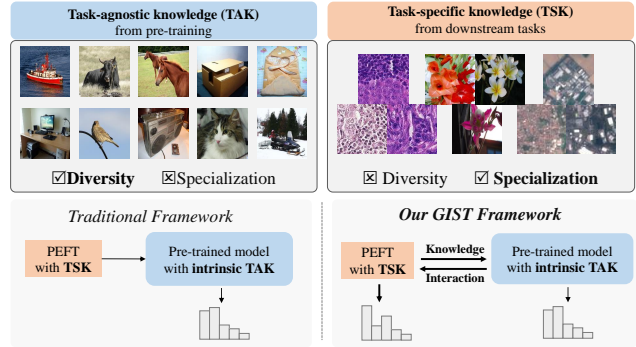 Task-agnostic knowledge (TAK)
from pre-training
☑Diversity ☒Specialization
Task-specific knowledge (TSK)
from downstream tasks
☒ Diversity ☑ Specialization
Traditional Framework
PEFT
with TSK
Pre-trained model
with intrinsic TAK
Our GIST Framework
PEFT
with TSK
Knowledge
Interaction
Pre-trained model
with intrinsic TAK